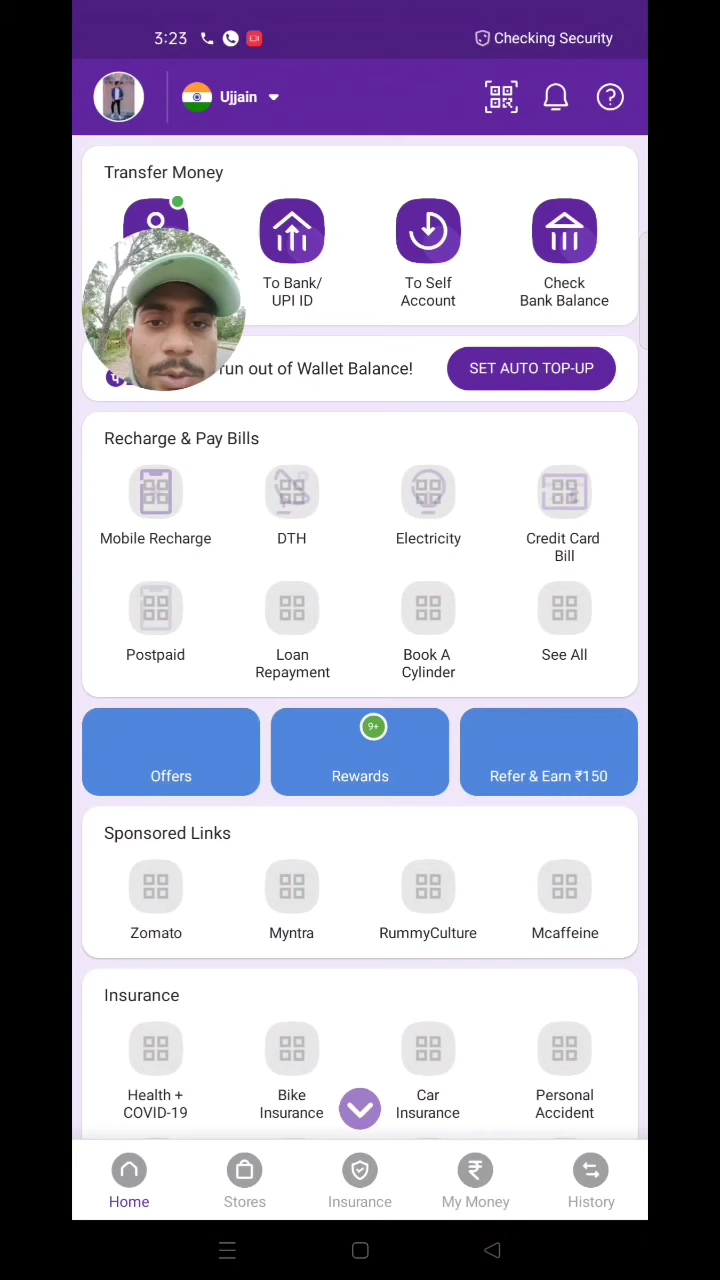 3:23
Checking Security
Ujjain
Transfer Money
To Bank/
UPI ID
To Self
Account
Check
Bank Balance
run out of Wallet Balance!
SET AUTO TOP-UP
Recharge & Pay Bills
Mobile Recharge
DTH
Electricity
Credit Card
Bill
Postpaid
Loan
Repayment
Book A
Cylinder
See All
9+
Offers
Rewards
Refer & Earn ₹150
Sponsored Links
Zomato
Myntra
RummyCulture
Mcaffeine
Insurance
Health +
COVID-19
Bike
Insurance
Car
Insurance
Personal
Accident
Home
Stores
Insurance
My Money
History